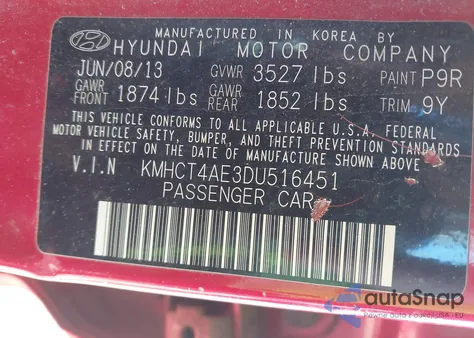 MANUFACTURED IN KOREA BY
HYUNDAI MOTOR COMPANY
JUN/08/13 GVWR 3527 lbs PAINT P9R
GAWR FRONT 1874 lbs GAWR REAR 1852 lbs TRIM 9Y
THIS VEHICLE CONFORMS TO ALL APPLICABLE U.S.A. FEDERAL
MOTOR VEHICLE SAFETY, BUMPER, AND THEFT PREVENTION STANDARDS
IN EFFECT ON THE DATE OF MANUFACTURE SHOWN ABOVE
V.I.N KMHCT4AE3DU516451
PASSENGER CAR
autoSnap